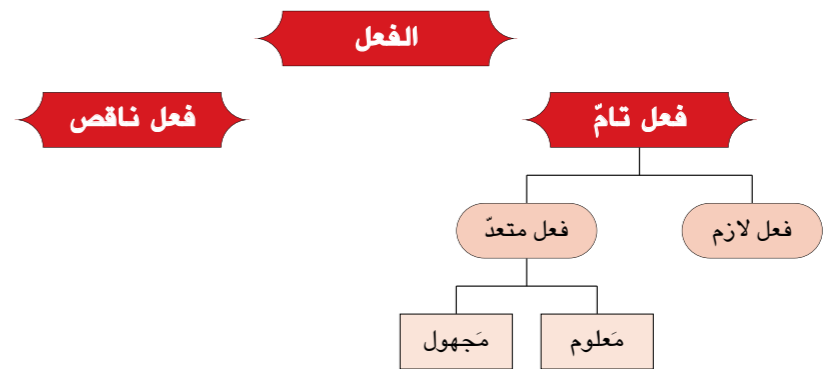 الفعل
فعل تامّ
فعل ناقص
فعل لازم
فعل متعدّ
مَعلوم
مَجهول